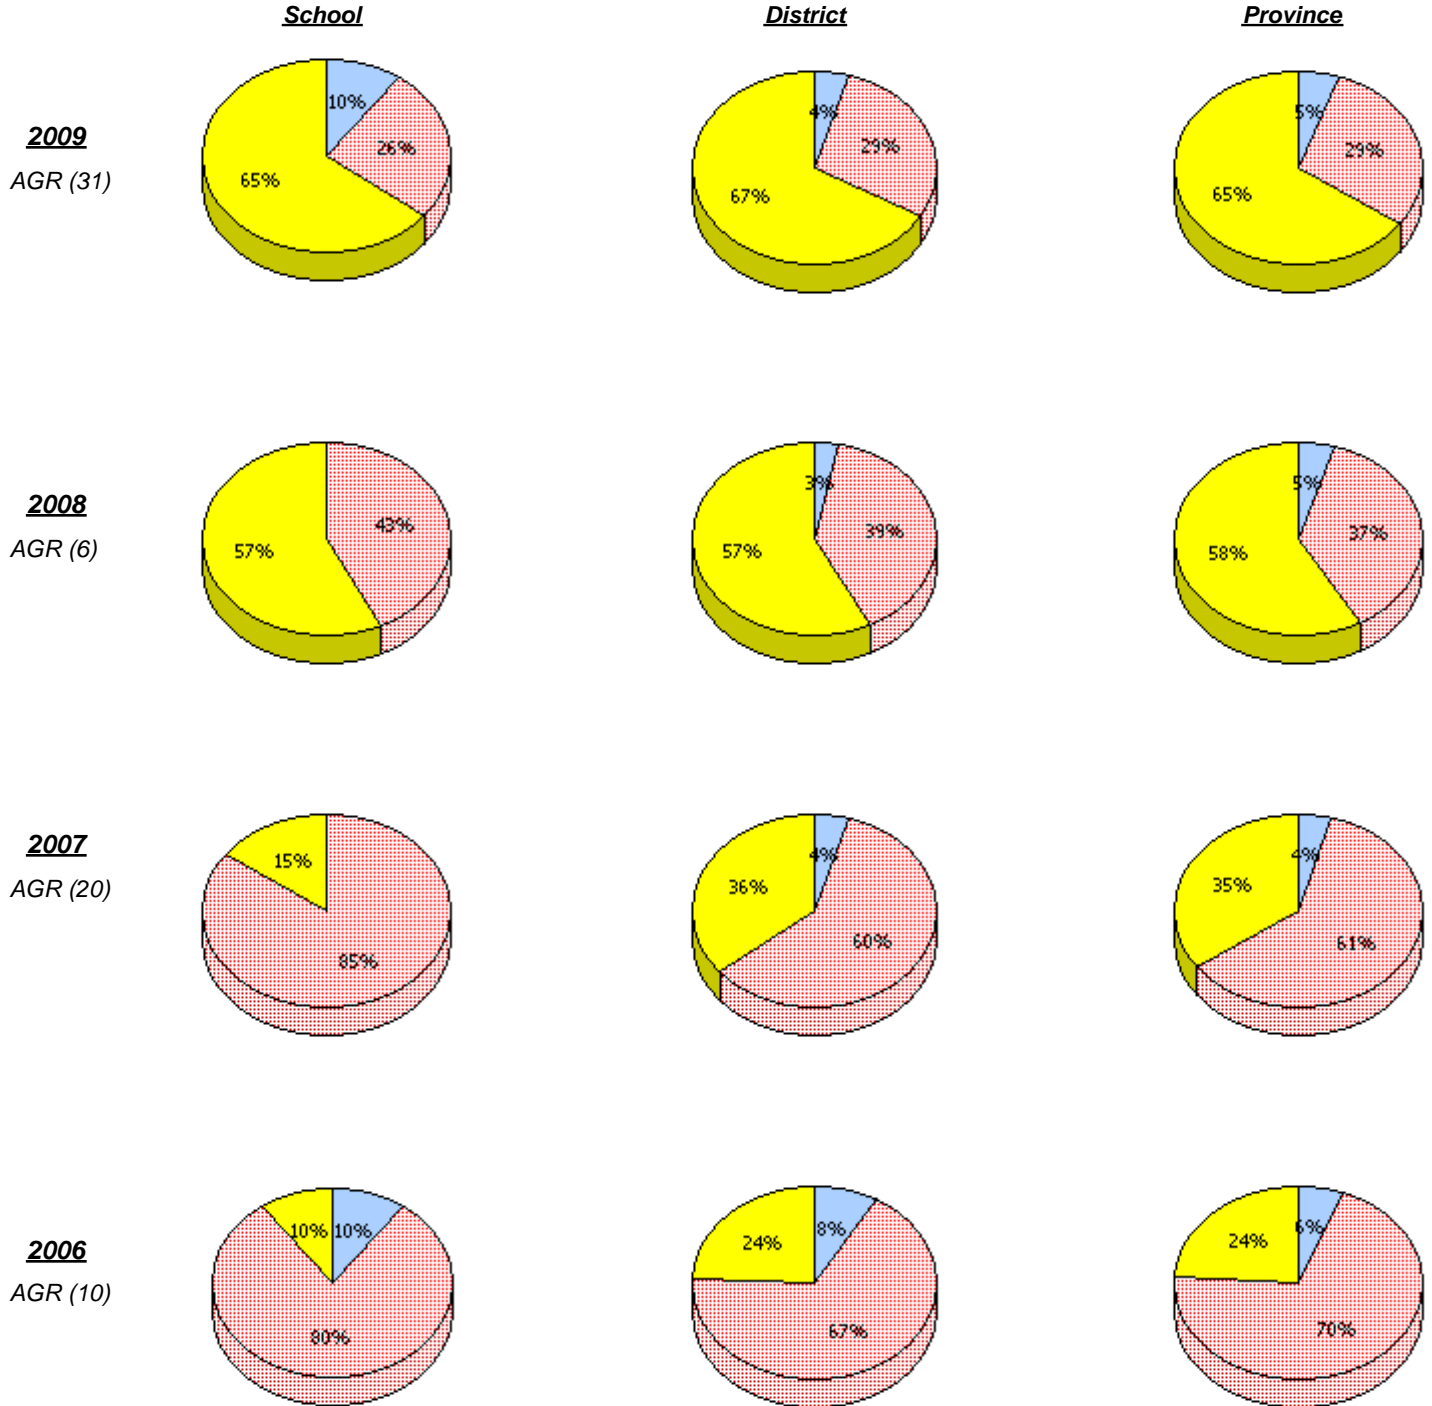 School District Province
2009
AGR (31)
10% 26% 65%
4% 29% 67%
5% 29% 65%
2008
AGR (6)
43% 57%
3% 39% 57%
5% 37% 58%
2007
AGR (20)
15% 85%
4% 36% 60%
4% 35% 61%
2006
AGR (10)
10% 10% 80%
8% 24% 67%
6% 24% 70%